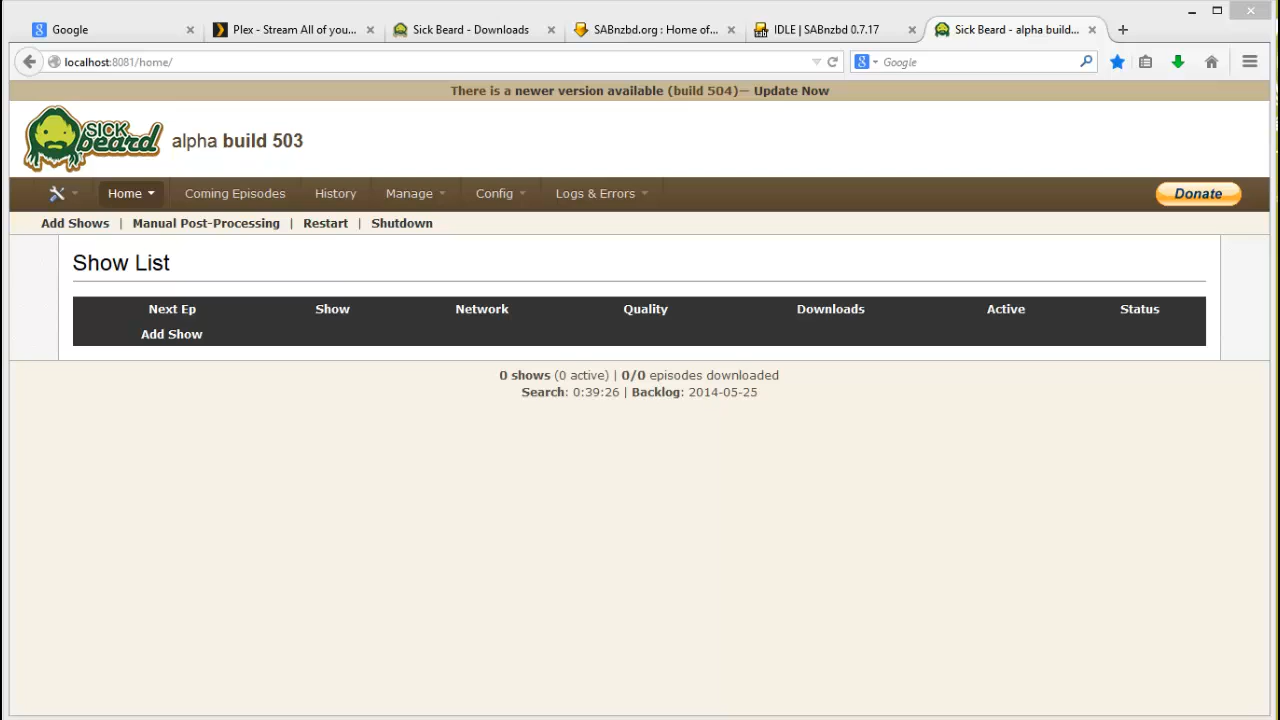 Google
Plex - Stream All of you...
Sick Beard - Downloads
SABnzbd.org : Home of...
IDLE | SABnzbd 0.7.17
Sick Beard - alpha build...
localhost:8081/home/
Google
There is a newer version available (build 504)— Update Now
SICK beard
alpha build 503
Home
Coming Episodes
History
Manage
Config
Logs & Errors
Donate
Add Shows | Manual Post-Processing | Restart | Shutdown
Show List
Next Ep Show Network Quality Downloads Active Status
Add Show
0 shows (0 active) | 0/0 episodes downloaded
Search: 0:39:26 | Backlog: 2014-05-25